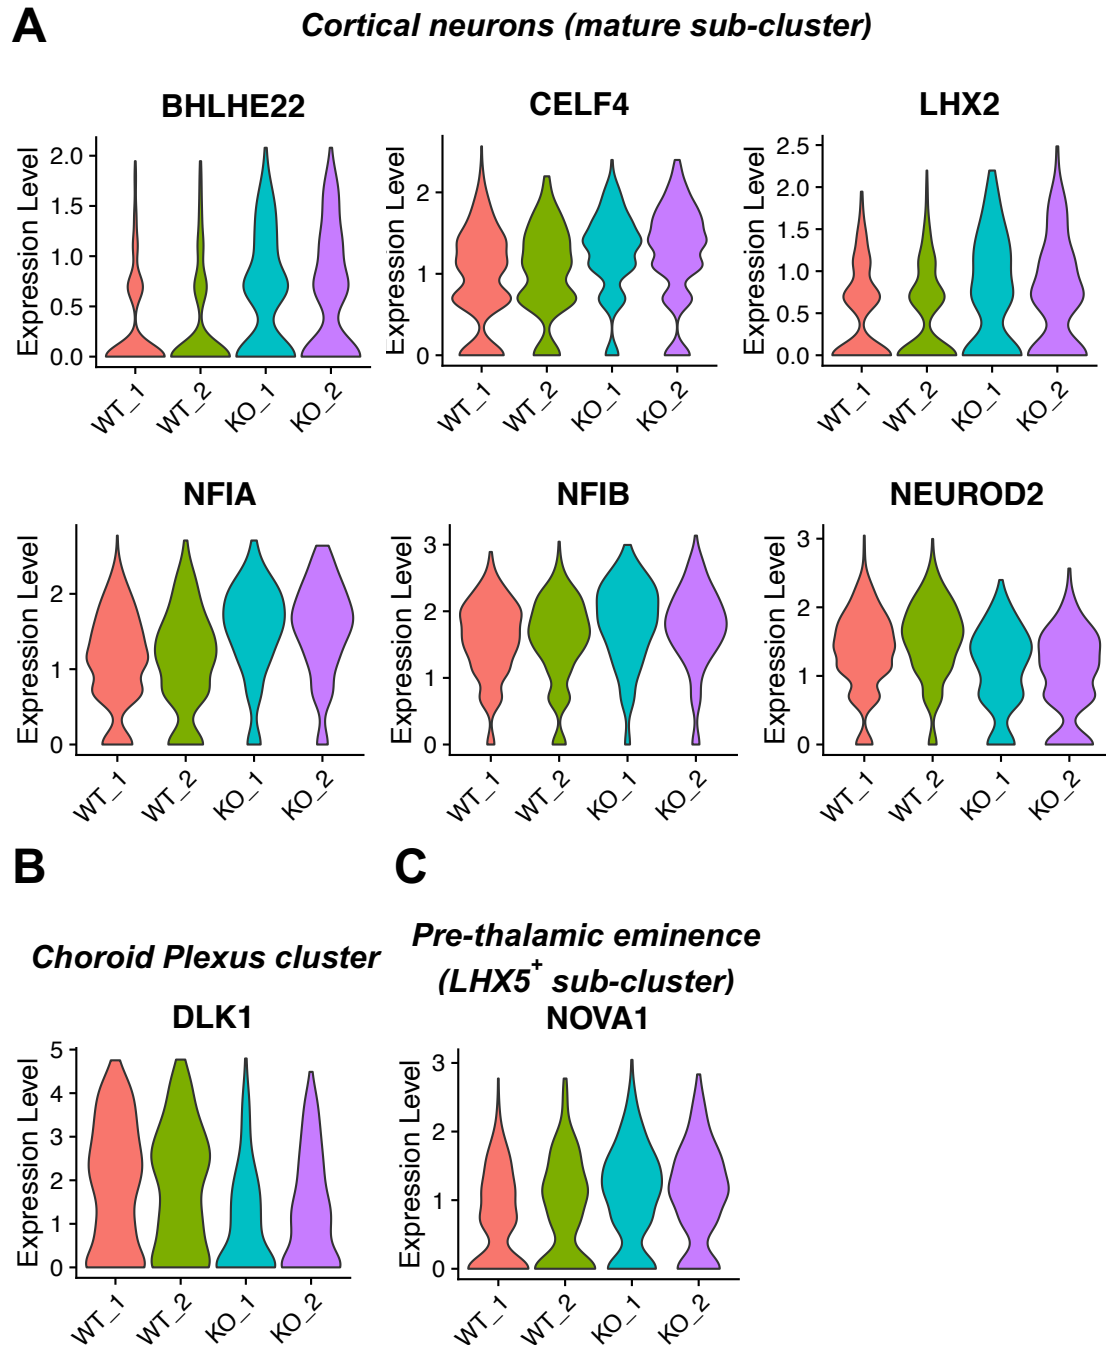 A
Cortical neurons (mature sub-cluster)
BHLHE22
CELF4
LHX2
Expression Level
2.0
1.5
1.0
0.5
0.0
WT_1
WT_2
KO_1
KO_2
Expression Level
2
1
0
WT_1
WT_2
KO_1
KO_2
Expression Level
2.5
2.0
1.5
1.0
0.5
0.0
WT_1
WT_2
KO_1
KO_2
NFIA
NFIB
NEUROD2
Expression Level
2
1
0
WT_1
WT_2
KO_1
KO_2
Expression Level
3
2
1
0
WT_1
WT_2
KO_1
KO_2
Expression Level
3
2
1
0
WT_1
WT_2
KO_1
KO_2
B
Choroid Plexus cluster
DLK1
Expression Level
5
4
3
2
1
0
WT_1
WT_2
KO_1
KO_2
C
Pre-thalamic eminence
(LHX5+ sub-cluster)
NOVA1
Expression Level
3
2
1
0
WT_1
WT_2
KO_1
KO_2